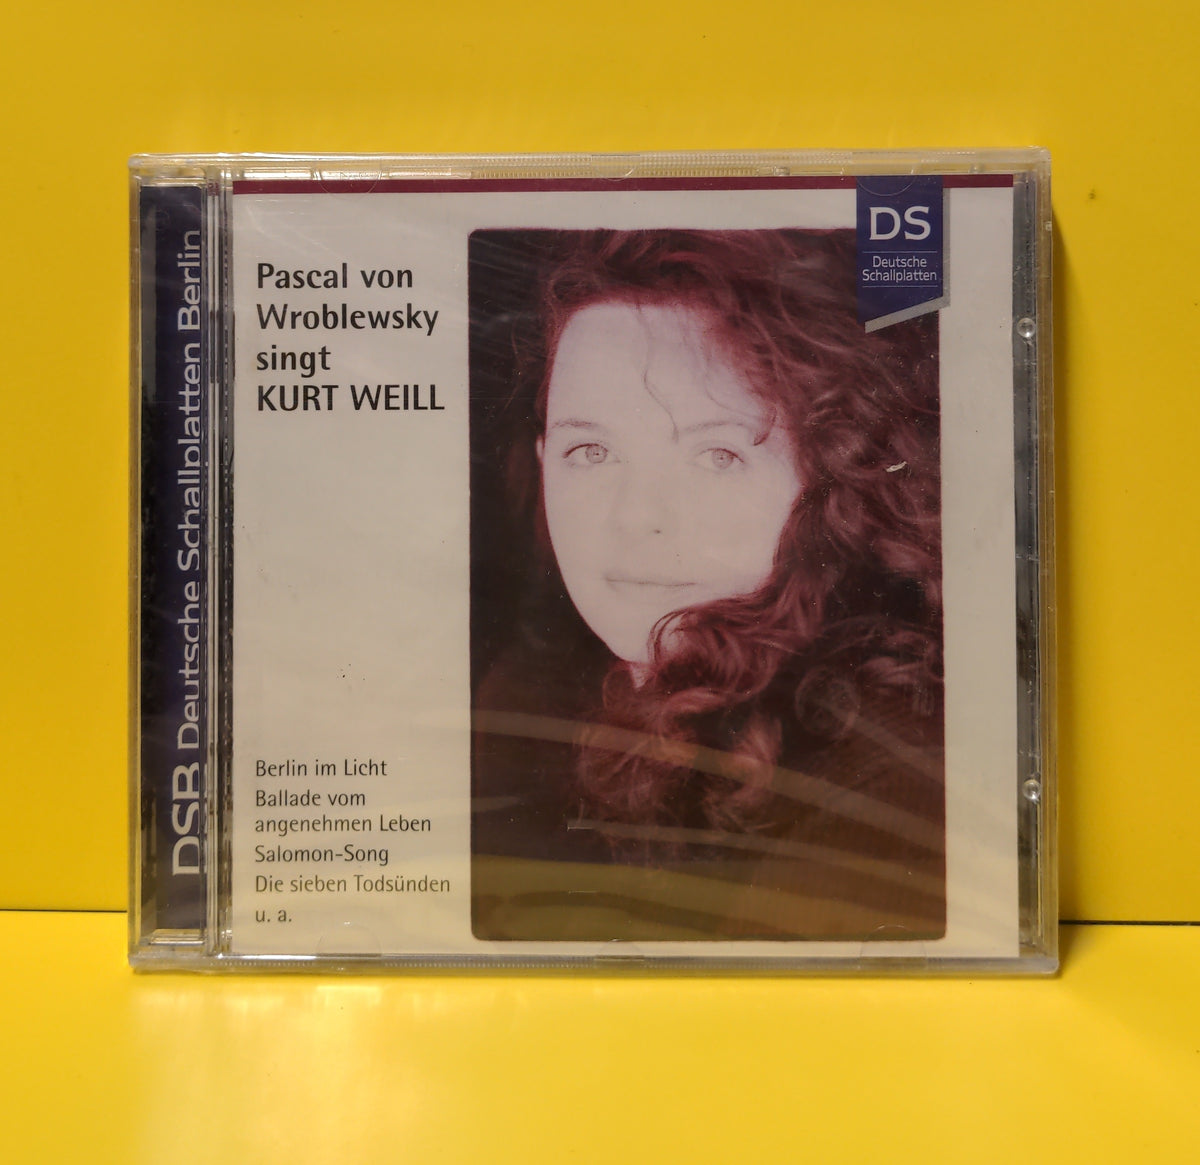 DSB Deutsche Schallplatten Berlin
Pascal von
Wroblewsky
singt
KURT WEILL
DS
Deutsche
Schallplatten
Berlin im Licht
Ballade vom
angenehmen Leben
Salomon-Song
Die sieben Todsünden
u. a.